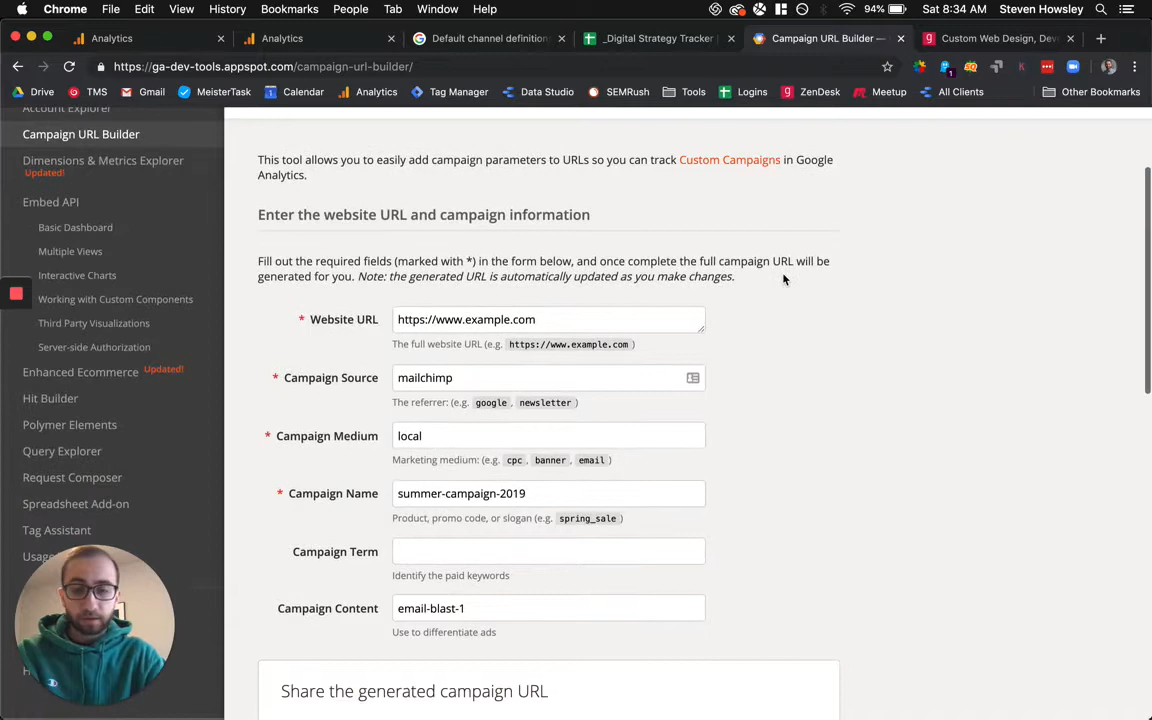 Chrome File Edit View History Bookmarks People Tab Window Help 94% Sat 8:34 AM Steven Howsley
Analytics Analytics Default channel definition _Digital Strategy Tracker Campaign URL Builder — Custom Web Design, Dev
https://ga-dev-tools.appspot.com/campaign-url-builder/
Drive TMS Gmail MeisterTask Calendar Analytics Tag Manager Data Studio SEMRush Tools Logins ZenDesk Meetup All Clients Other Bookmarks
Account Explorer
Campaign URL Builder
Dimensions & Metrics Explorer
Updated!
Embed API
Basic Dashboard
Multiple Views
Interactive Charts
Working with Custom Components
Third Party Visualizations
Server-side Authorization
Enhanced Ecommerce Updated!
Hit Builder
Polymer Elements
Query Explorer
Request Composer
Spreadsheet Add-on
Tag Assistant
This tool allows you to easily add campaign parameters to URLs so you can track Custom Campaigns in Google
Analytics.
Enter the website URL and campaign information
Fill out the required fields (marked with *) in the form below, and once complete the full campaign URL will be
generated for you. Note: the generated URL is automatically updated as you make changes.
* Website URL https://www.example.com
The full website URL (e.g. https://www.example.com )
* Campaign Source mailchimp
The referrer: (e.g. google , newsletter )
* Campaign Medium local
Marketing medium: (e.g. cpc , banner , email )
* Campaign Name summer-campaign-2019
Product, promo code, or slogan (e.g. spring_sale )
Campaign Term
Identify the paid keywords
Campaign Content email-blast-1
Use to differentiate ads
Share the generated campaign URL